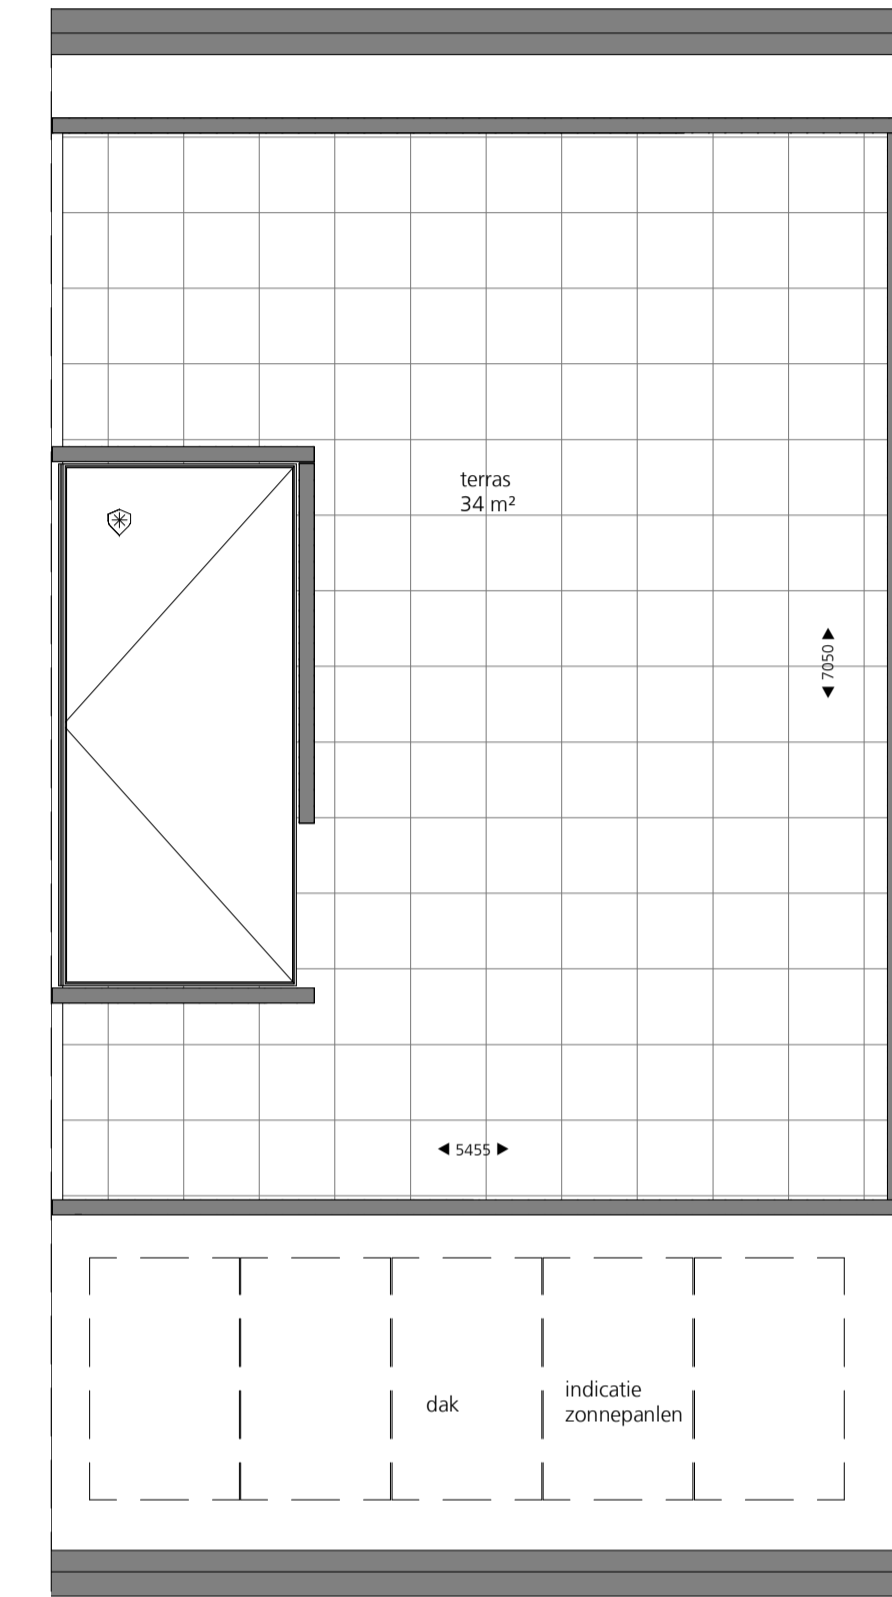 terras
34 m²
7050
5455
dak
indicatie
zonnepanlen